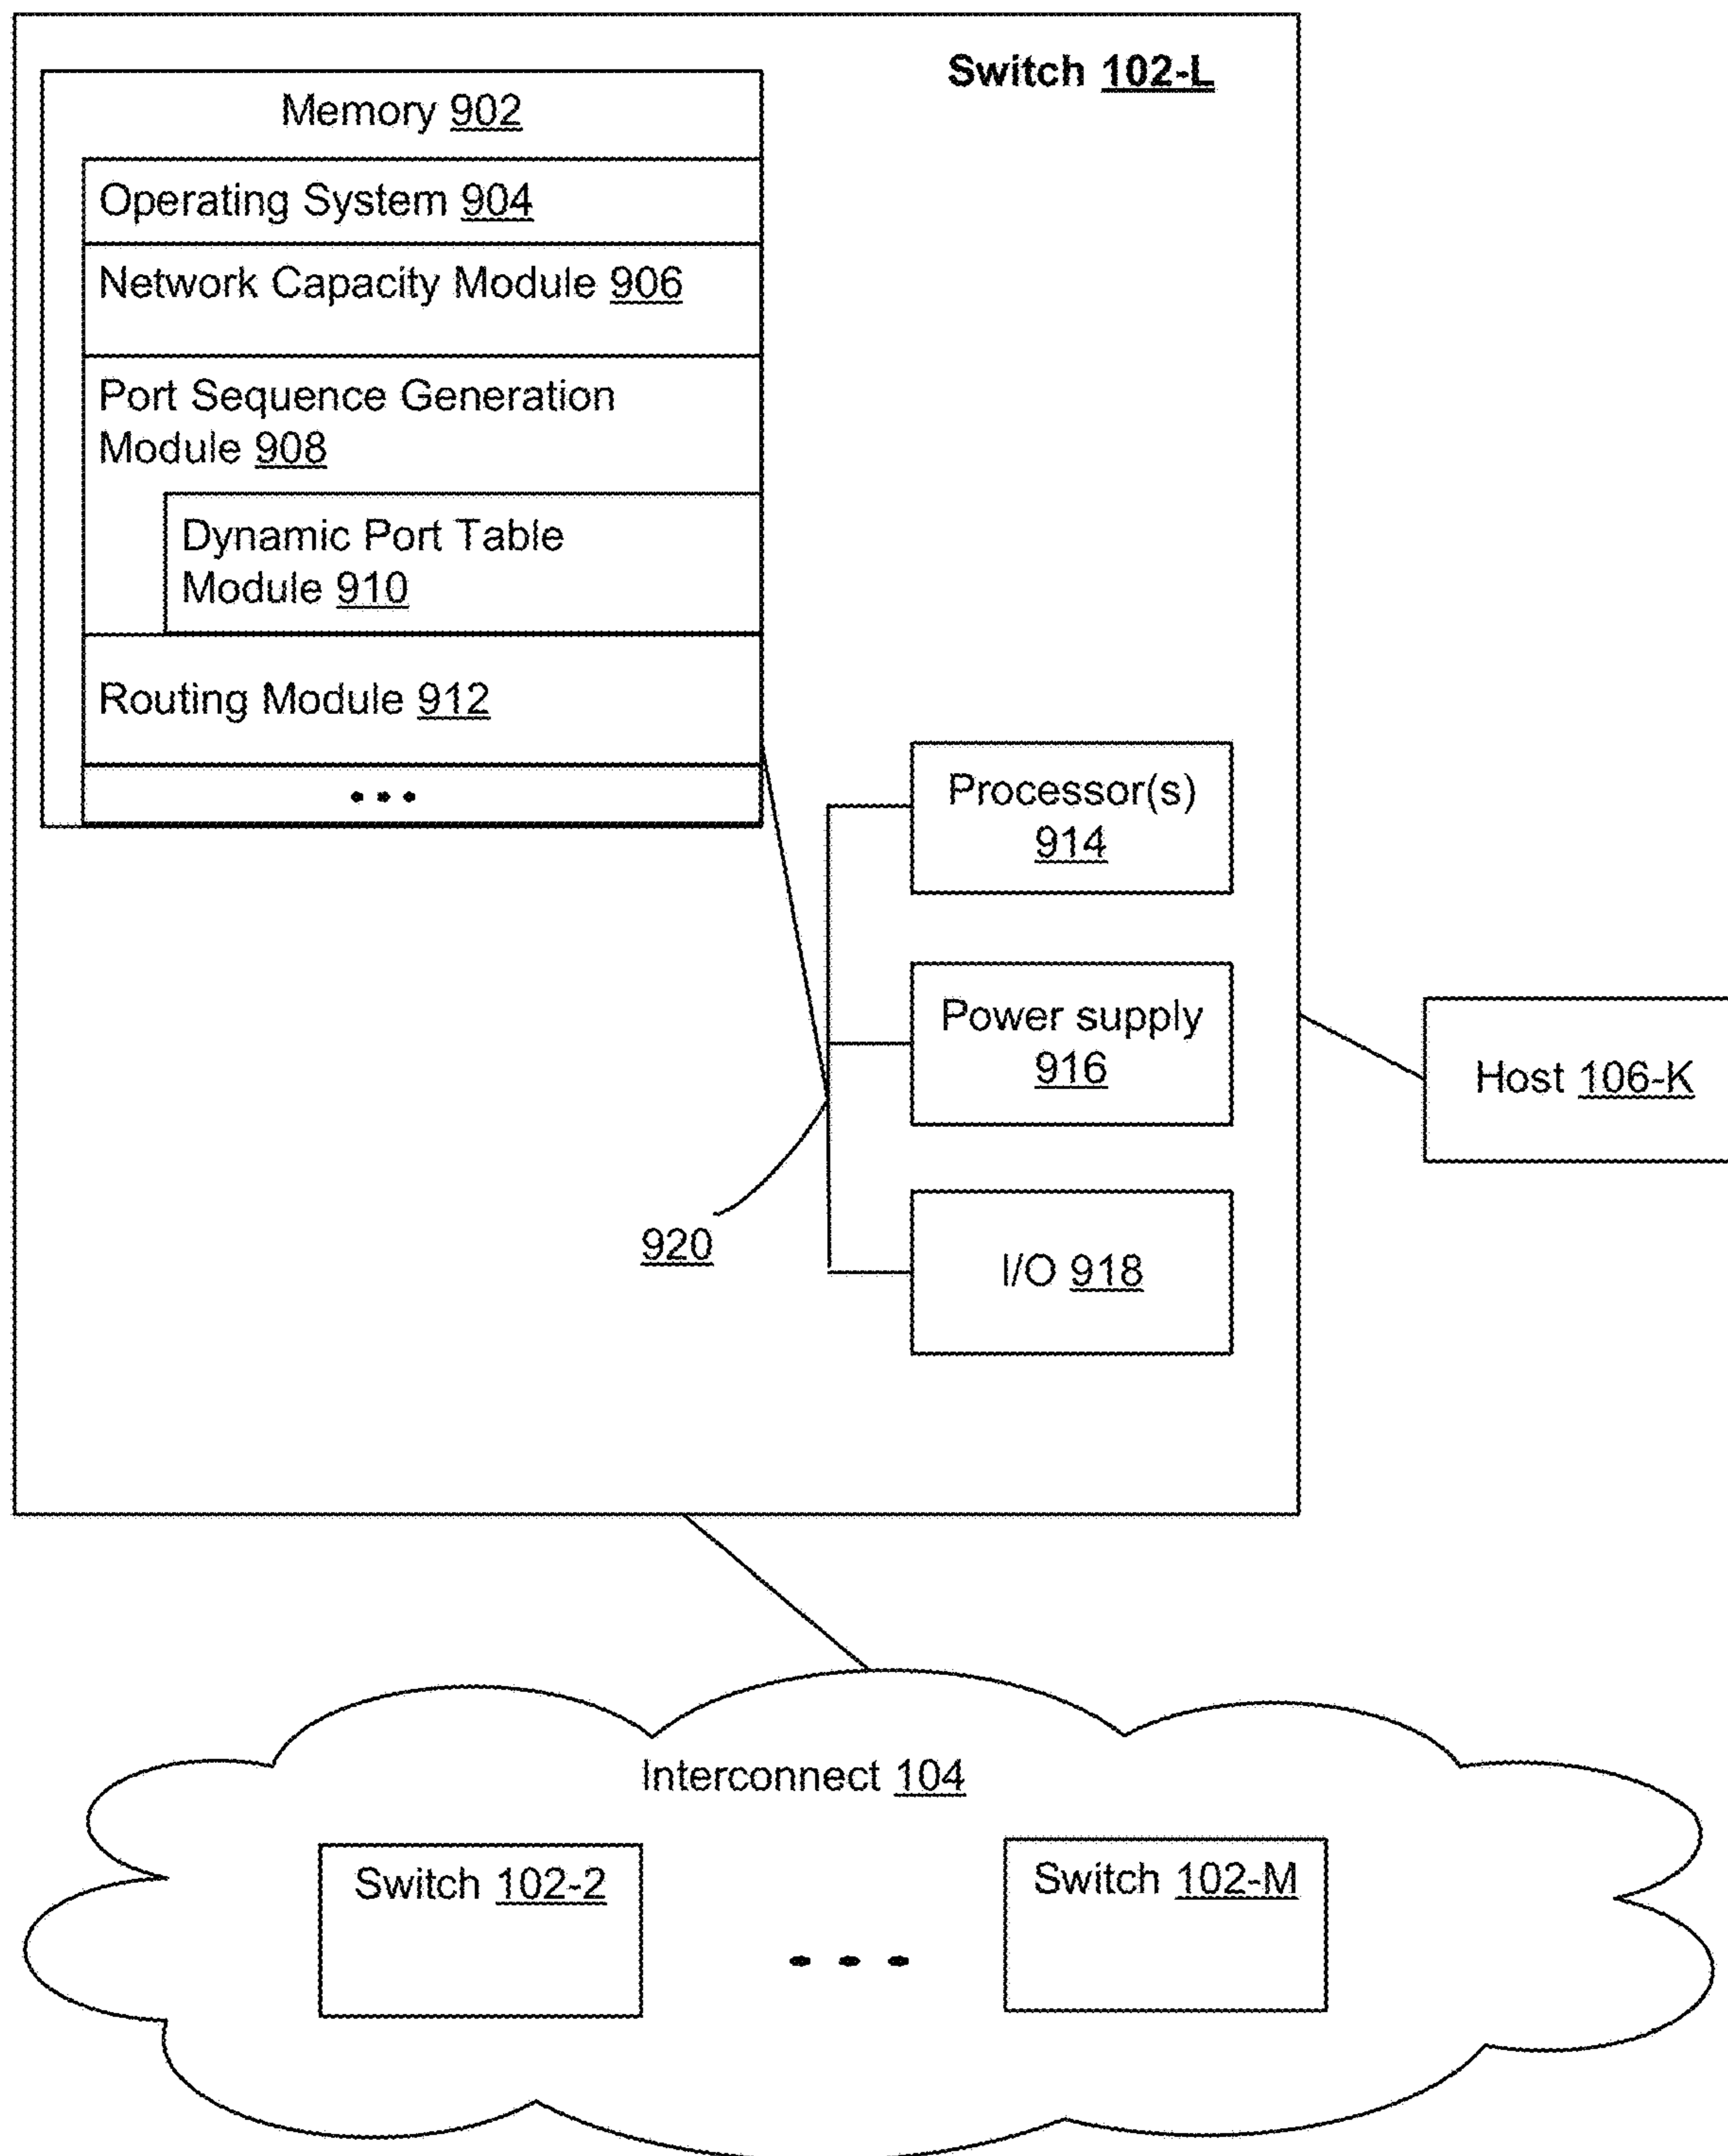 Switch 102-L
Memory 902
Operating System 904
Network Capacity Module 906
Port Sequence Generation
Module 908
Dynamic Port Table
Module 910
Routing Module 912
...
Processor(s)
914
Power supply
916
Host 106-K
920
I/O 918
Interconnect 104
Switch 102-2
Switch 102-M
...